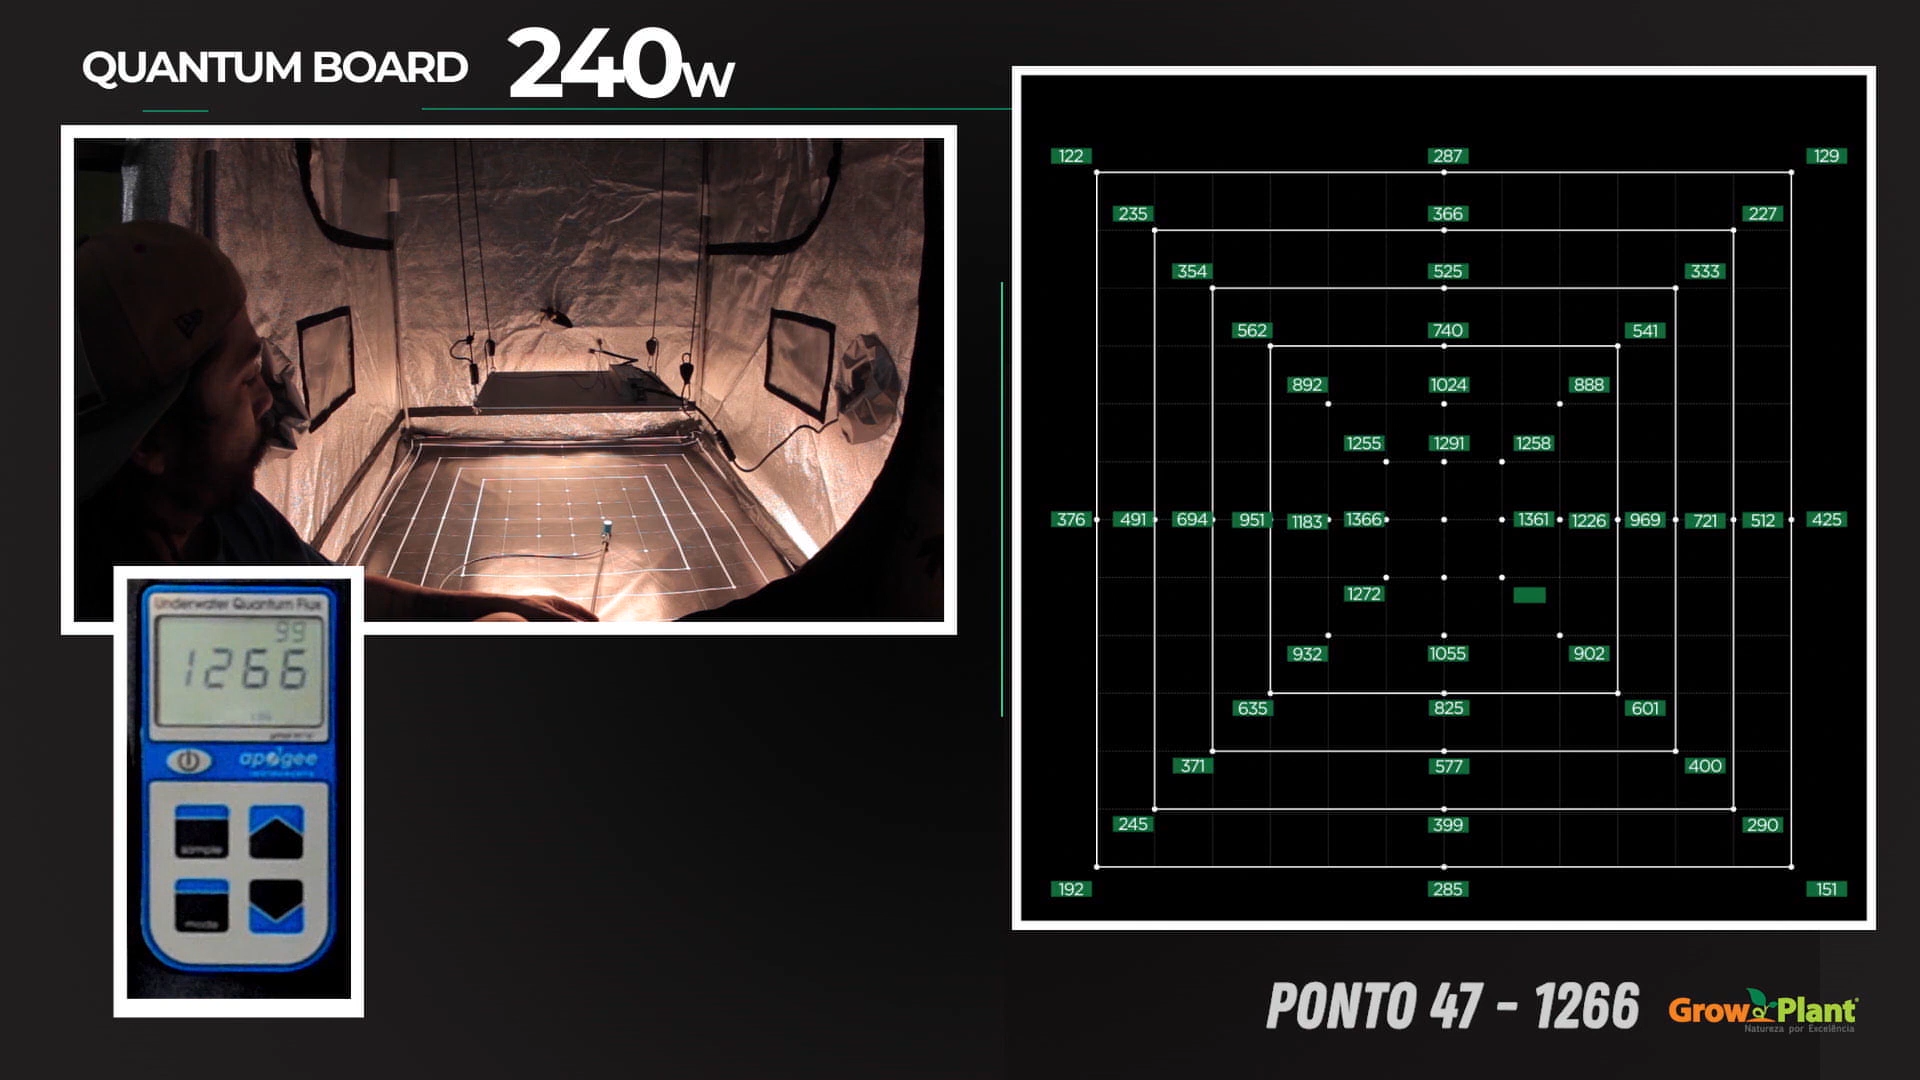 QUANTUM BOARD 240W
122 287 129
235 366 227
354 525 333
562 740 541
892 1024 888
1255 1291 1258
376 491 694 951 1183 1366 1361 1226 969 721 512 425
1272
932 1055 902
635 825 601
371 577 400
245 399 290
192 285 151
Underwater Quantum Flux
99
1266
apogee
INSTRUMENTS
sample
mode
PONTO 47 - 1266
GrowPlant
Natureza por Excelência